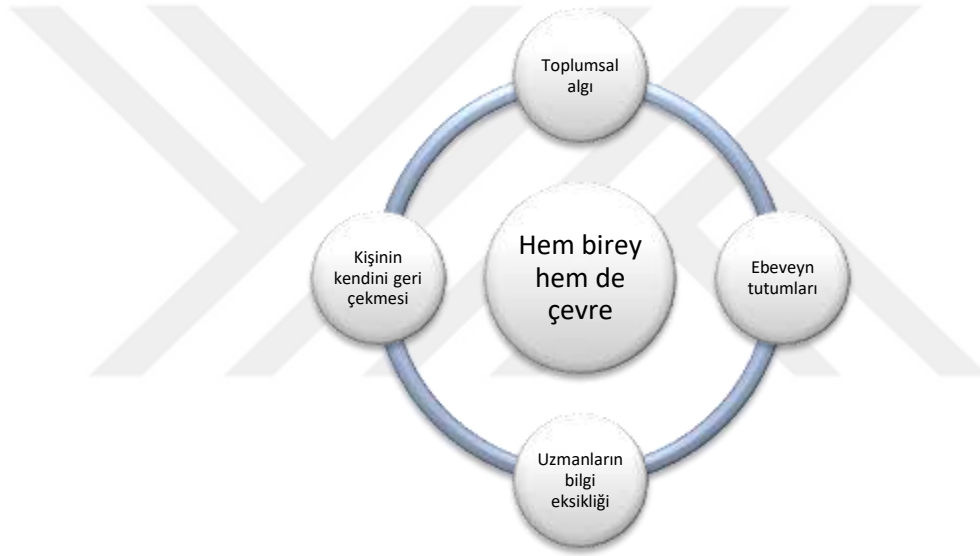 Toplumsal
algı
Hem birey
hem de
çevre
Kişinin
kendini geri
çekmesi
Ebeveyn
tutumları
Uzmanların
bilgi
eksikliği